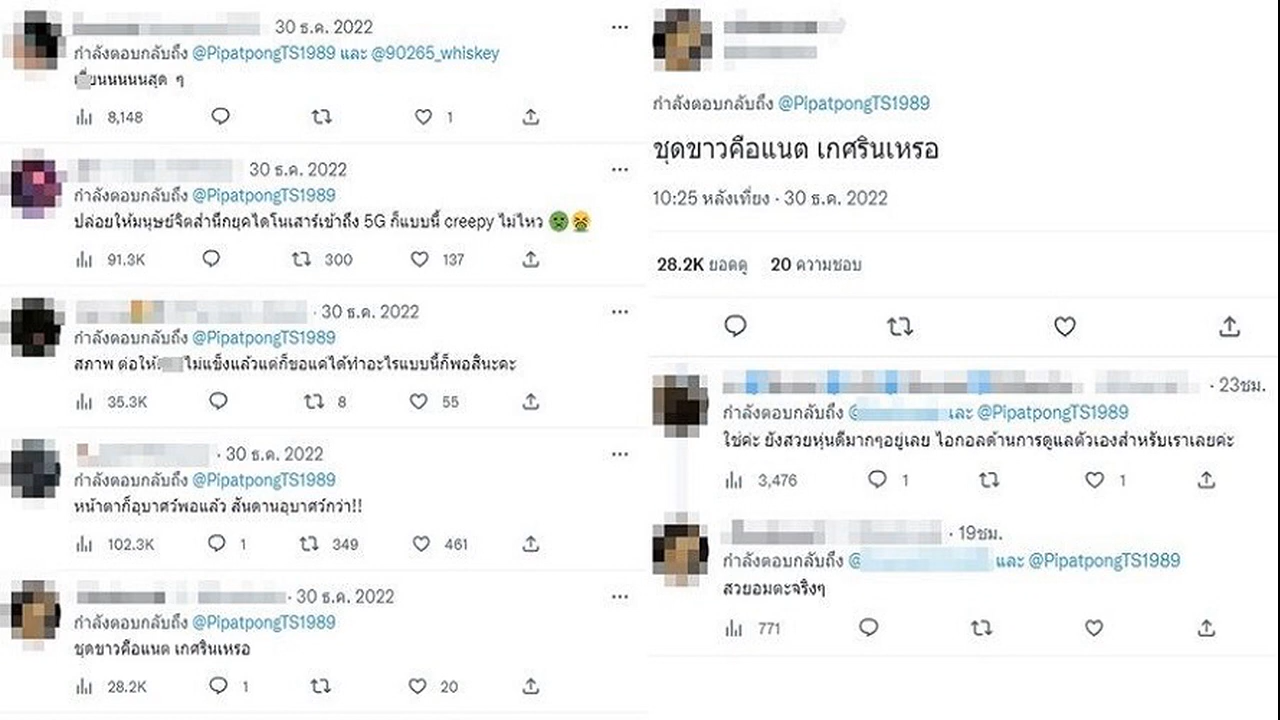 30 ธ.ค. 2022
กำลังตอบกลับถึง @PipatpongTS1989 และ @90265_whiskey
ๆ
8,148 1
30 ธ.ค. 2022
กำลังตอบกลับถึง @PipatpongTS1989
ปล่อยให้มนุษย์จิตสำนึกยุคไดโนเสาร์เข้าถึง 5G ก็แบบนี้ creepy ไม่ไหว 🤢🤮
91.3K 300 137
· 30 ธ.ค. 2022
กำลังตอบกลับถึง @PipatpongTS1989
สภาพ ต่อให้ ไม่แข็งแล้วแต่ก็ขอแค่ได้ทำอะไรแบบนี้ก็พอสินะคะ
35.3K 8 55
· 30 ธ.ค. 2022
กำลังตอบกลับถึง @PipatpongTS1989
หน้าตาก็อุบาศว์พอแล้ว สันดานอุบาศว์กว่า!!
102.3K 1 349 461
· 30 ธ.ค. 2022
กำลังตอบกลับถึง @PipatpongTS1989
ชุดขาวคือแนต เกศรินเหรอ
28.2K 1 20
กำลังตอบกลับถึง @PipatpongTS1989
ชุดขาวคือแนต เกศรินเหรอ
10:25 หลังเที่ยง · 30 ธ.ค. 2022
28.2K ยอดดู 20 ความชอบ
· 23ชม.
กำลังตอบกลับถึง @ และ @PipatpongTS1989
ใช่ค่ะ ยังสวยหุ่นดีมากๆอยู่เลย ไอกอลด้านการดูแลตัวเองสำหรับเราเลยค่ะ
3,476 1 1
· 19ชม.
กำลังตอบกลับถึง @ และ @PipatpongTS1989
สวยอมตะจริงๆ
771